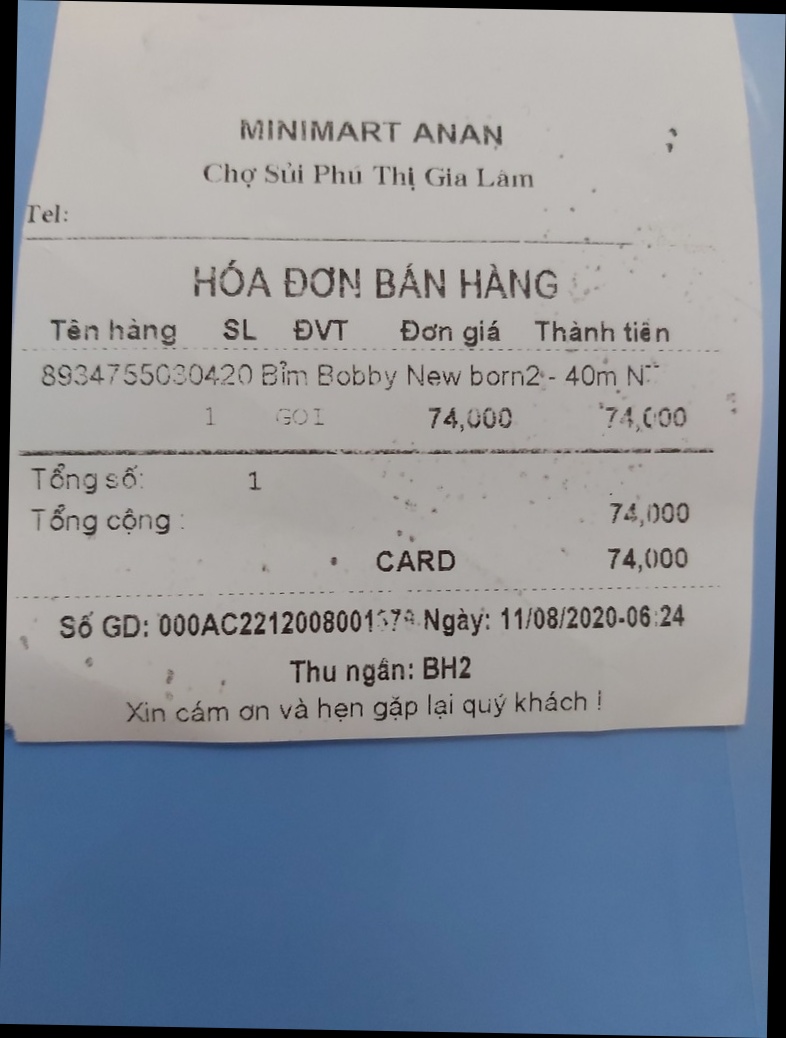 MINIMART ANAN
Chợ Sủi Phú Thị Gia Lâm
Tel:
HÓA ĐƠN BÁN HÀNG
Tên hàng SL ĐVT Đơn giá Thành tiền
8934755030420 Bỉm Bobby New born2 - 40m
1 GOI 74,000 74,000
Tổng số: 1
Tổng cộng : 74,000
CARD 74,000
Số GD: Ngày: 11/08/2020-06:24
Thu ngân: BH2
Xin cám ơn và hẹn gặp lại quý khách !